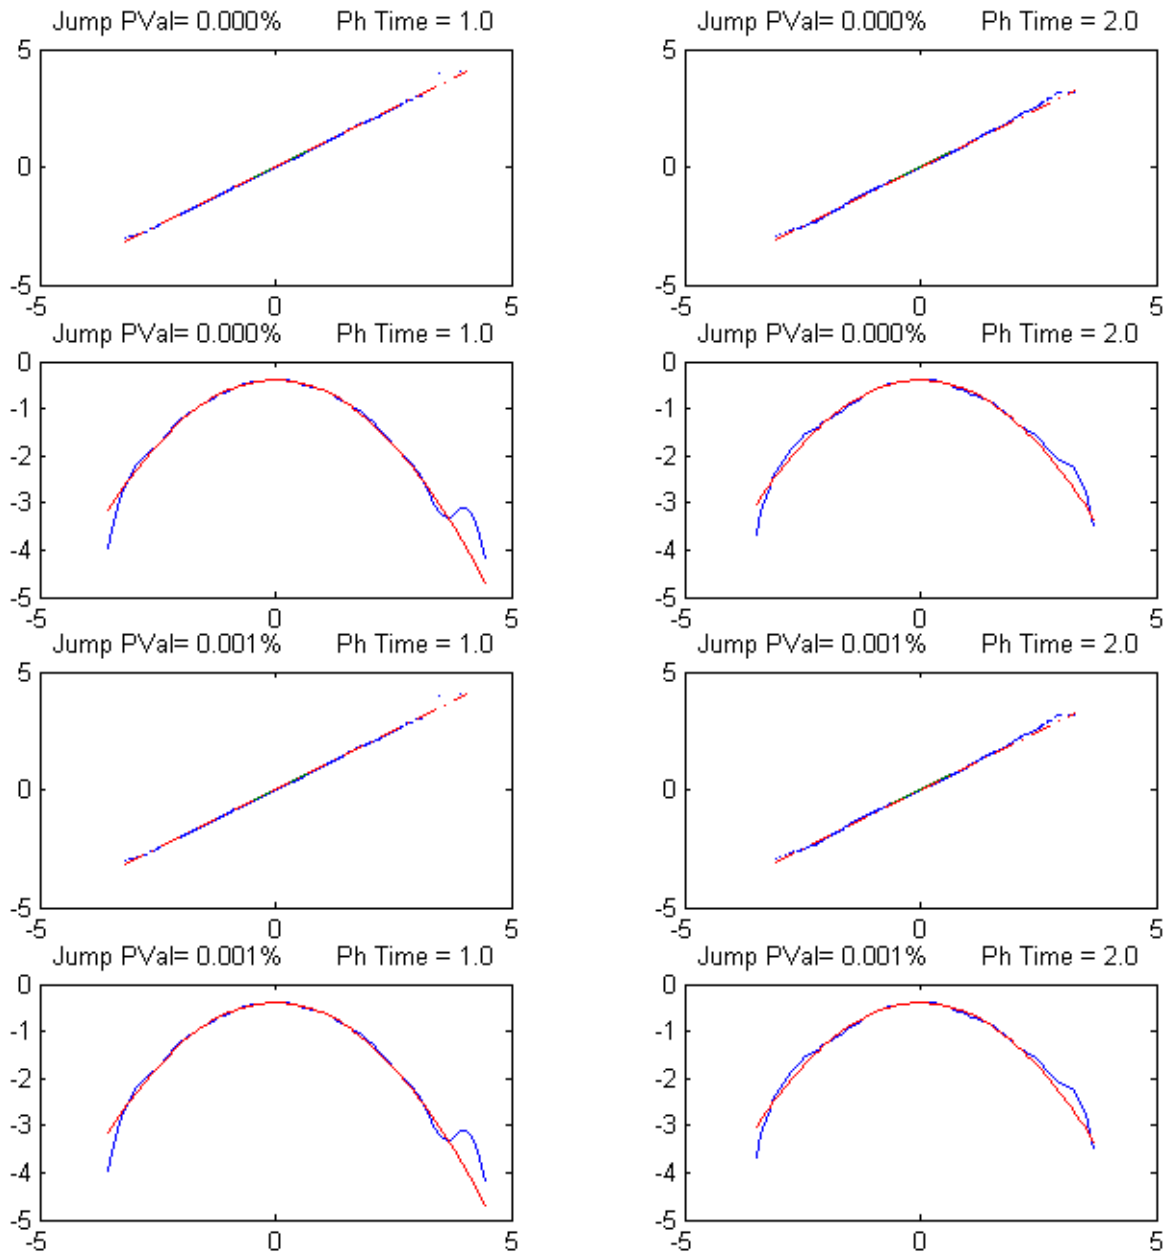 Jump PVal= 0.000% Ph Time = 1.0 Jump PVal= 0.000% Ph Time = 2.0
5 5
0 0
-5 -5
-5 0 5 -5 0 5
Jump PVal= 0.000% Ph Time = 1.0 Jump PVal= 0.000% Ph Time = 2.0
0 0
-1 -1
-2 -2
-3 -3
-4 -4
-5 -5
-5 0 5 -5 0 5
Jump PVal= 0.001% Ph Time = 1.0 Jump PVal= 0.001% Ph Time = 2.0
5 5
0 0
-5 -5
-5 0 5 -5 0 5
Jump PVal= 0.001% Ph Time = 1.0 Jump PVal= 0.001% Ph Time = 2.0
0 0
-1 -1
-2 -2
-3 -3
-4 -4
-5 -5
-5 0 5 -5 0 5